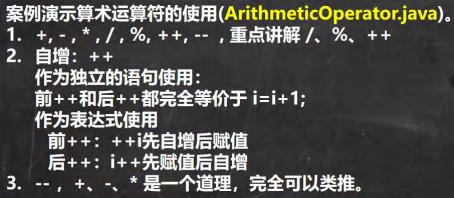 案例演示算术运算符的使用(ArithmeticOperator.java)。
1. +, - , * , / , %, ++, -- , 重点讲解 /、%、++
2. 自增：++
作为独立的语句使用：
前++和后++都完全等价于 i=i+1;
作为表达式使用
前++：++i先自增后赋值
后++：i++先赋值后自增
3. -- , +、-、* 是一个道理，完全可以类推。